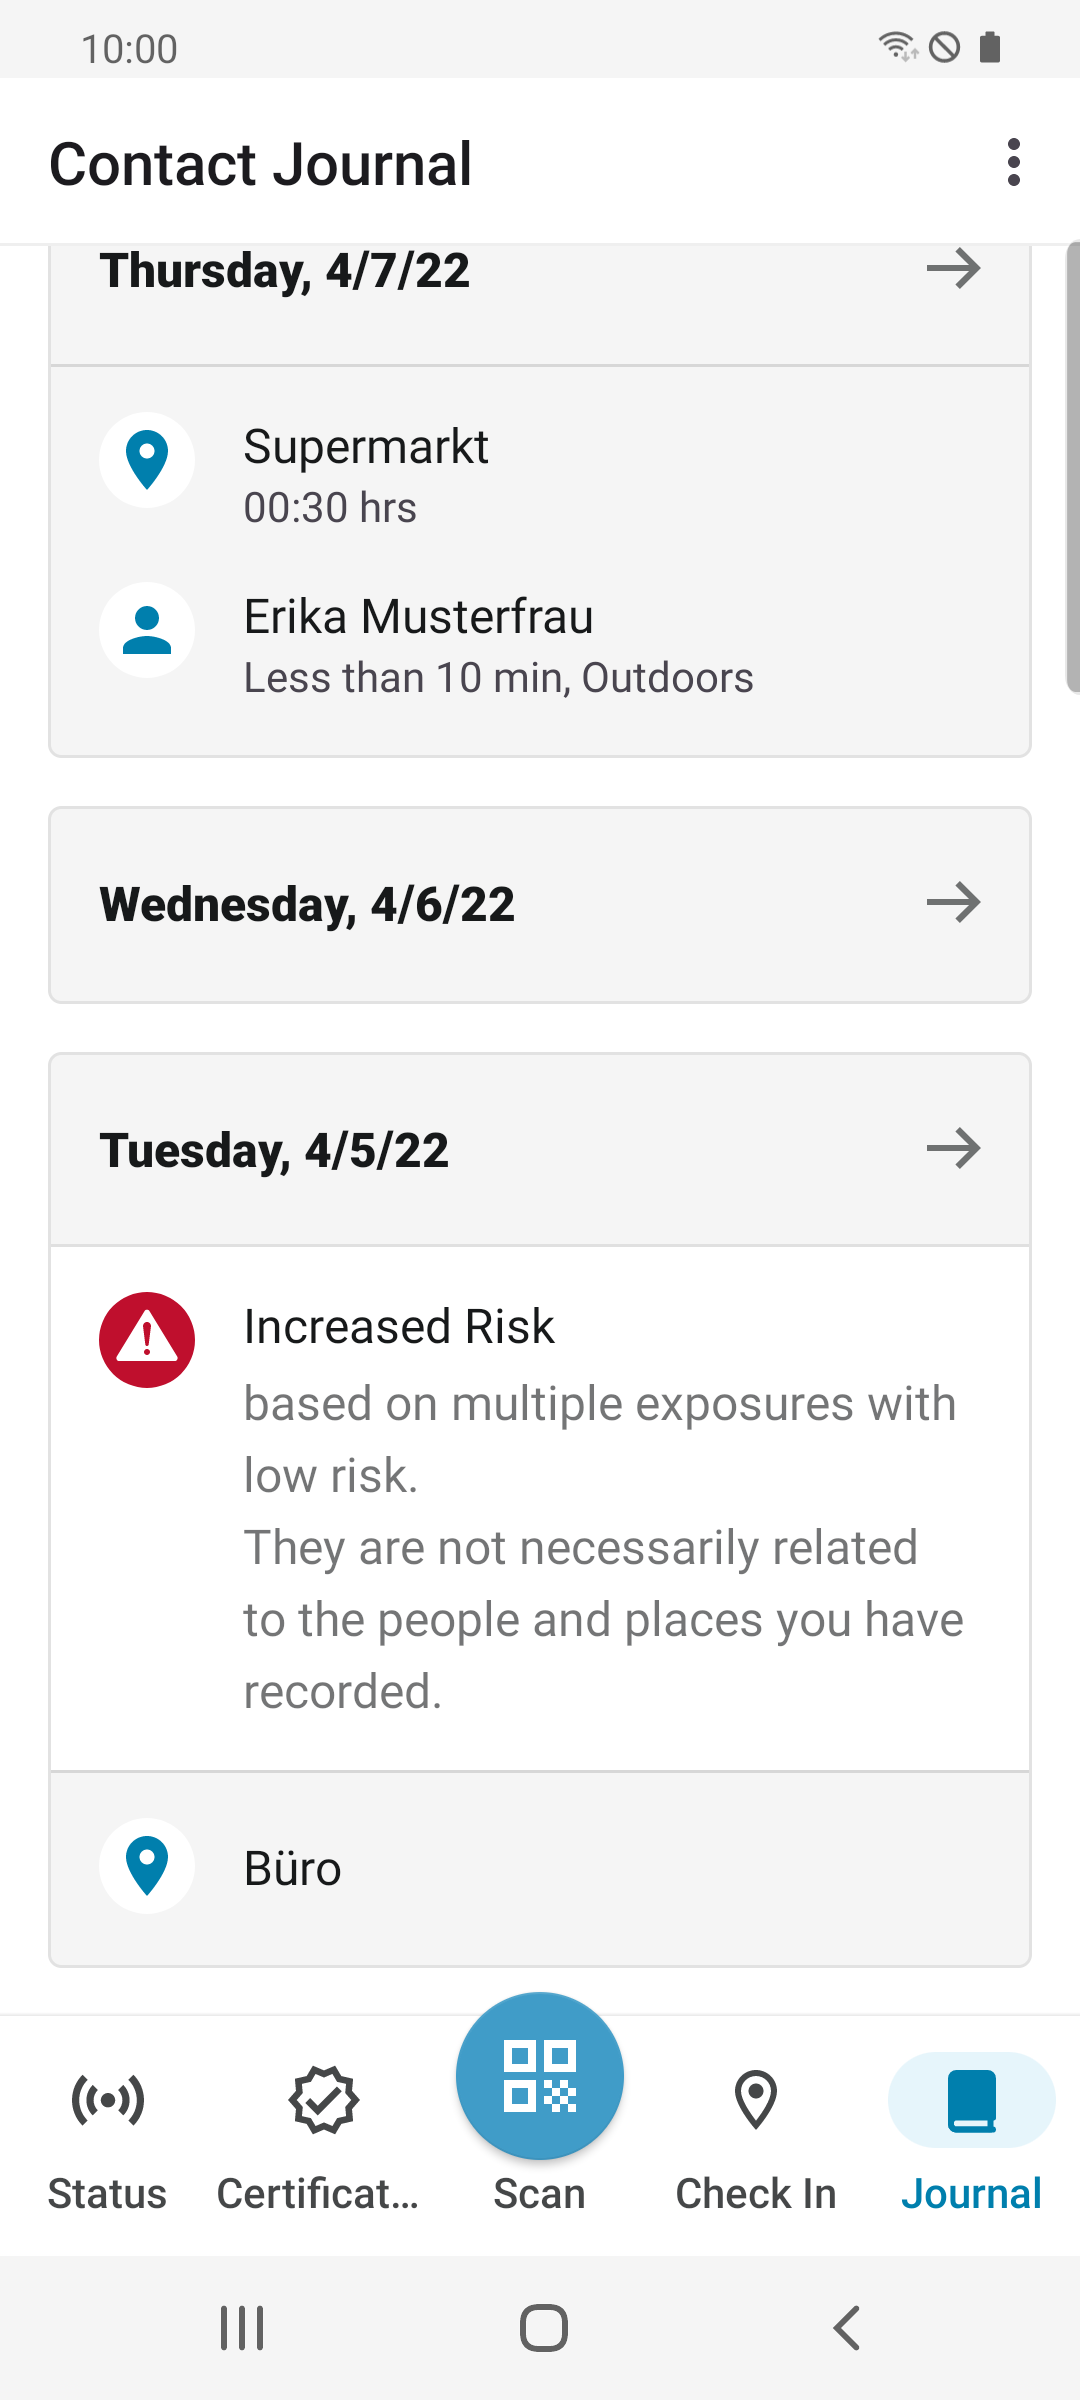 10:00
Contact Journal
Thursday, 4/7/22
Supermarkt
00:30 hrs
Erika Musterfrau
Less than 10 min, Outdoors
Wednesday, 4/6/22
Tuesday, 4/5/22
Increased Risk
based on multiple exposures with
low risk.
They are not necessarily related
to the people and places you have
recorded.
Büro
Status
Certificat...
Scan
Check In
Journal